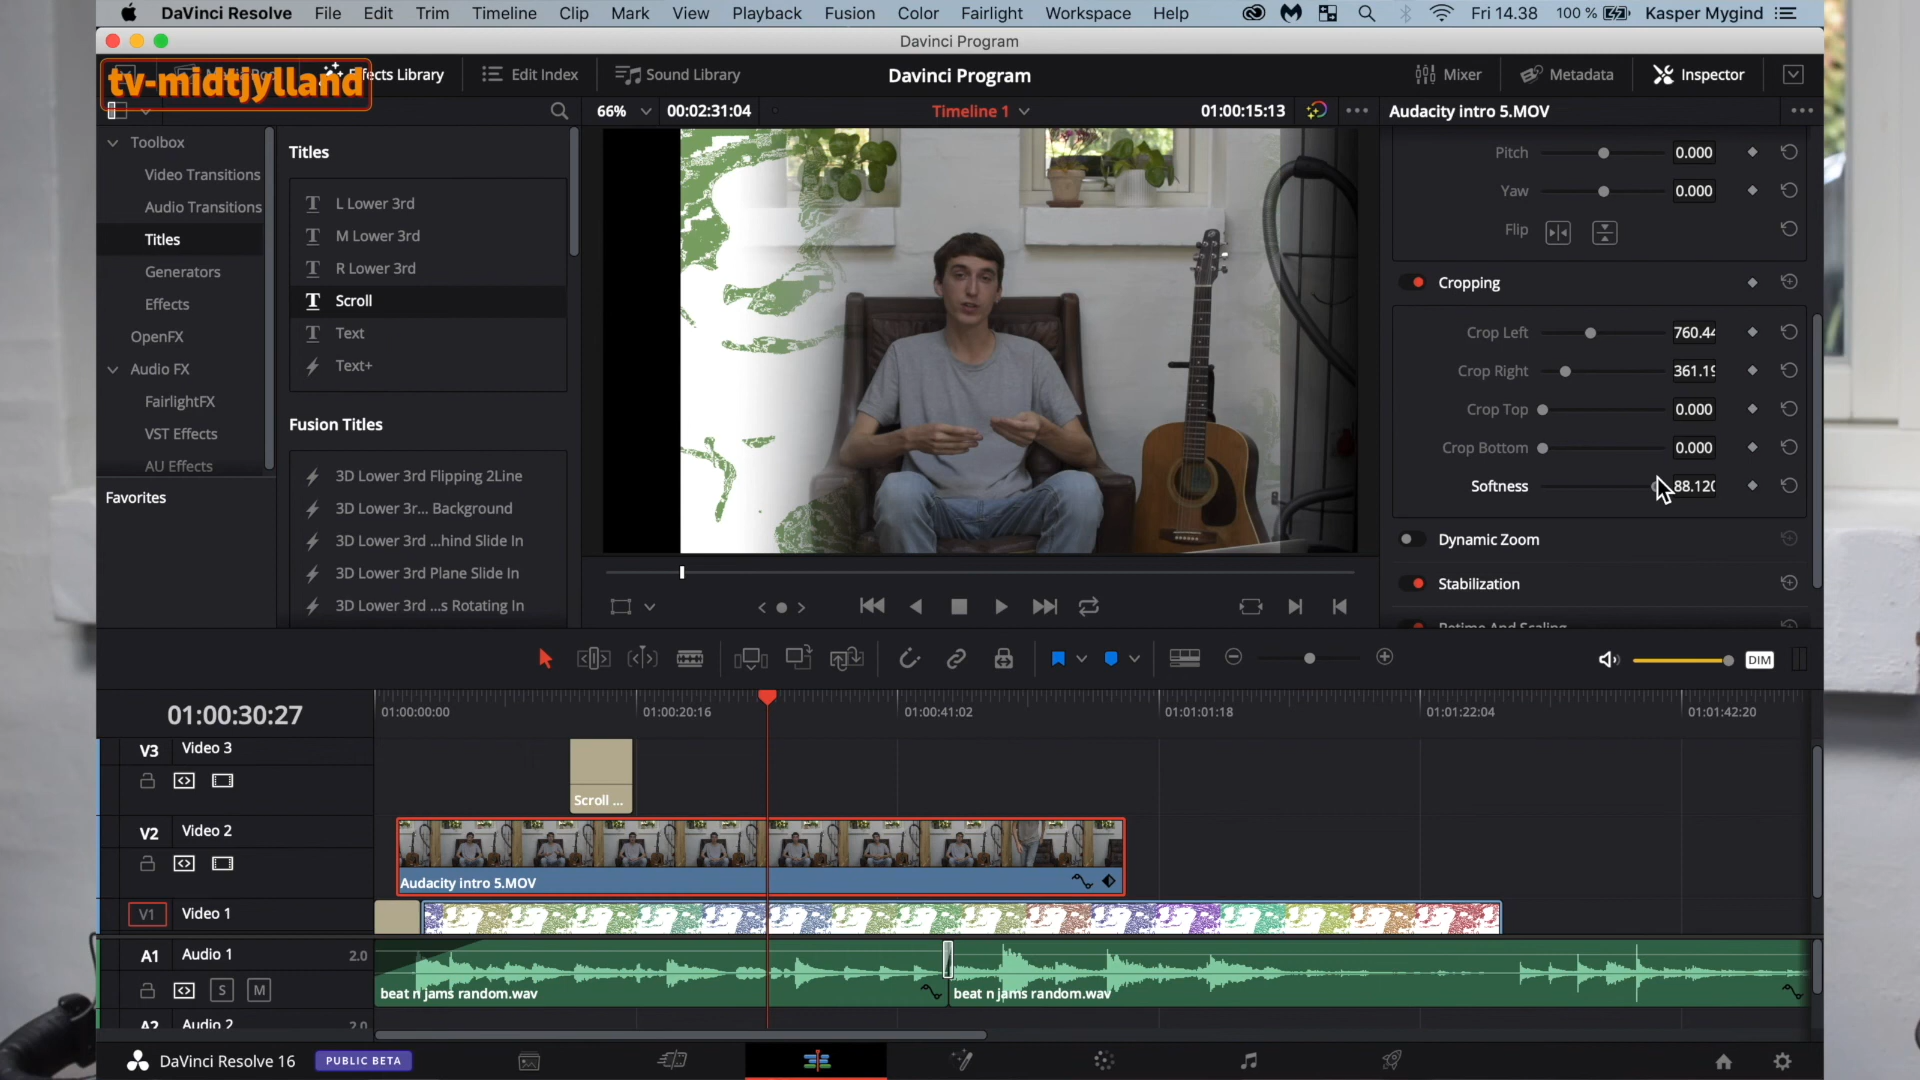 DaVinci Resolve File Edit Trim Timeline Clip Mark View Playback Fusion Color Fairlight Workspace Help Fri 14.38 100 % Kasper Mygind
Davinci Program
tv-midtjylland
Effects Library Edit Index Sound Library Davinci Program Mixer Metadata Inspector
66% 00:02:31:04 Timeline 1 01:00:15:13 Audacity intro 5.MOV
Toolbox
Video Transitions
Audio Transitions
Titles
Generators
Effects
OpenFX
Audio FX
FairlightFX
VST Effects
AU Effects
Favorites
Titles
L Lower 3rd
M Lower 3rd
R Lower 3rd
Scroll
Text
Text+
Fusion Titles
3D Lower 3rd Flipping 2Line
3D Lower 3r... Background
3D Lower 3rd ...hind Slide In
3D Lower 3rd Plane Slide In
3D Lower 3rd ...s Rotating In
Pitch 0.000
Yaw 0.000
Flip
Cropping
Crop Left 760.44
Crop Right 361.19
Crop Top 0.000
Crop Bottom 0.000
Softness 88.120
Dynamic Zoom
Stabilization
Retime And Scaling
DIM
01:00:30:27 01:00:00:00 01:00:20:16 01:00:41:02 01:01:01:18 01:01:22:04 01:01:42:20
V3 Video 3
Scroll ...
V2 Video 2
Audacity intro 5.MOV
V1 Video 1
A1 Audio 1 2.0
S M
beat n jams random.wav beat n jams random.wav
A2 Audio 2 2.0
DaVinci Resolve 16 PUBLIC BETA